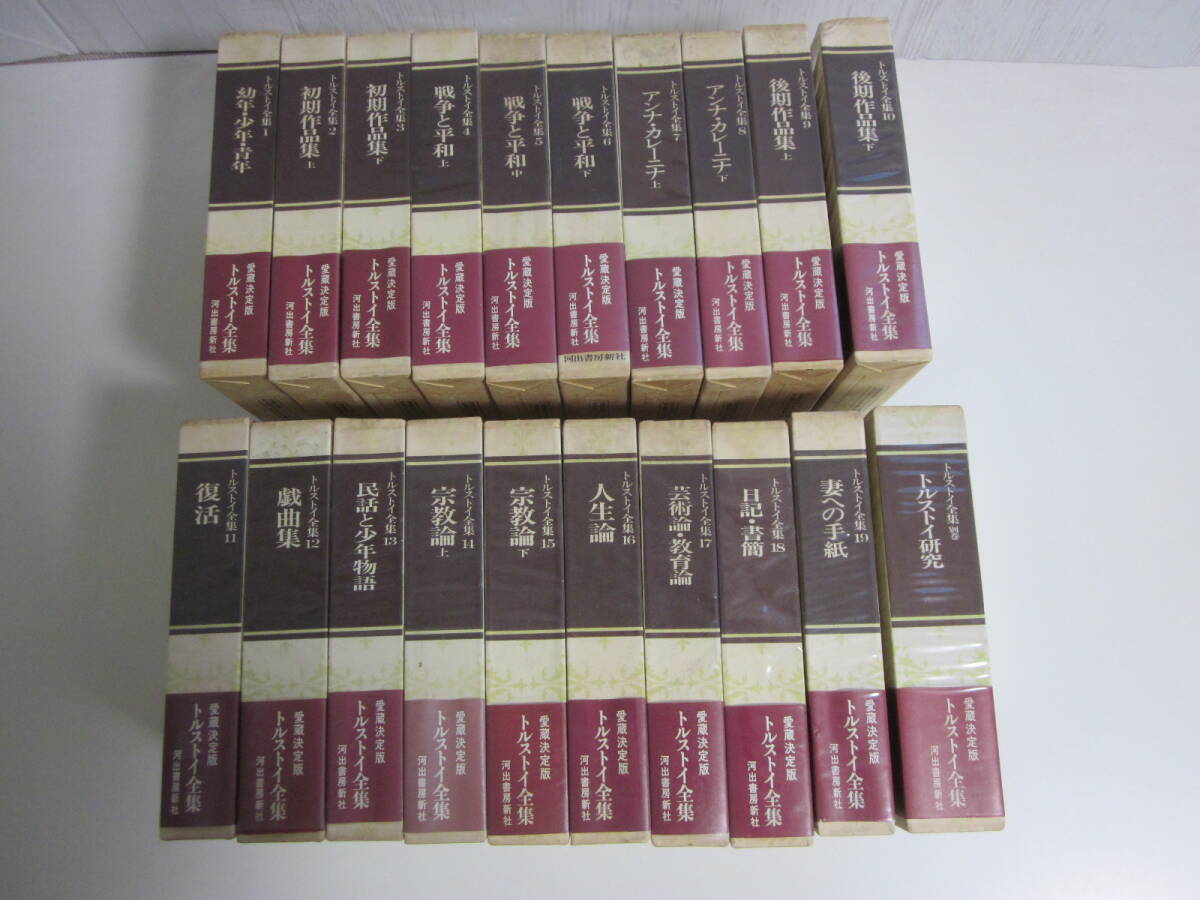 トルストイ全集1
幼年・少年・青年
愛蔵決定版
トルストイ全集
河出書房新社
トルストイ全集2
初期作品集 上
愛蔵決定版
トルストイ全集
河出書房新社
トルストイ全集3
初期作品集 下
愛蔵決定版
トルストイ全集
河出書房新社
トルストイ全集4
戦争と平和 上
愛蔵決定版
トルストイ全集
河出書房新社
トルストイ全集5
戦争と平和 中
愛蔵決定版
トルストイ全集
河出書房新社
トルストイ全集6
戦争と平和 下
愛蔵決定版
トルストイ全集
河出書房新社
河出書房新社
トルストイ全集7
アンナ・カレーニナ 上
愛蔵決定版
トルストイ全集
河出書房新社
トルストイ全集8
アンナ・カレーニナ 下
愛蔵決定版
トルストイ全集
河出書房新社
トルストイ全集9
後期作品集 上
愛蔵決定版
トルストイ全集
河出書房新社
トルストイ全集10
後期作品集 下
愛蔵決定版
トルストイ全集
河出書房新社
トルストイ全集11
復活
愛蔵決定版
トルストイ全集
河出書房新社
トルストイ全集12
戯曲集
愛蔵決定版
トルストイ全集
河出書房新社
トルストイ全集13
民話と少年物語
愛蔵決定版
トルストイ全集
河出書房新社
トルストイ全集14
宗教論 上
愛蔵決定版
トルストイ全集
河出書房新社
トルストイ全集15
宗教論 下
愛蔵決定版
トルストイ全集
河出書房新社
トルストイ全集16
人生論
愛蔵決定版
トルストイ全集
河出書房新社
トルストイ全集17
芸術論・教育論
愛蔵決定版
トルストイ全集
河出書房新社
トルストイ全集18
日記・書簡
愛蔵決定版
トルストイ全集
河出書房新社
トルストイ全集19
妻への手紙
愛蔵決定版
トルストイ全集
河出書房新社
トルストイ全集 別巻
トルストイ研究
愛蔵決定版
トルストイ全集
河出書房新社